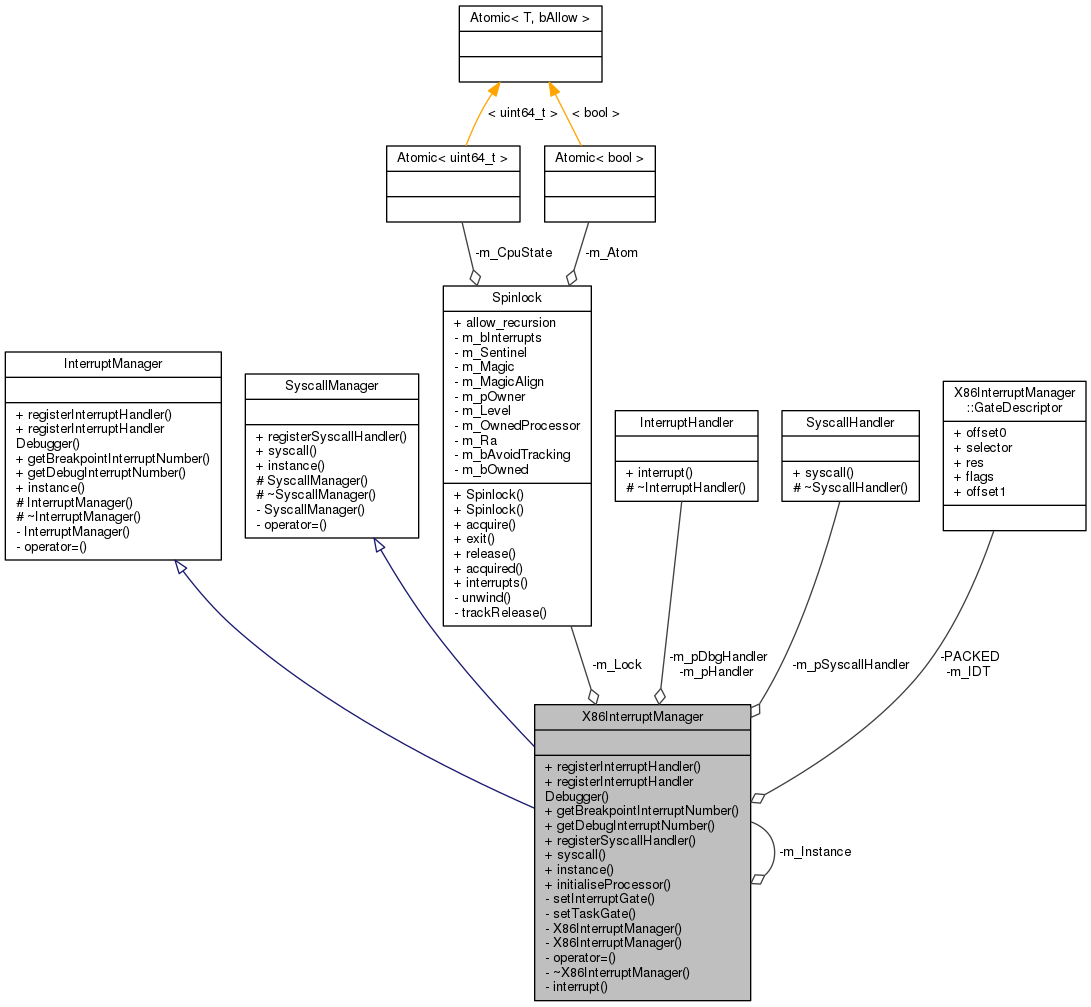 Atomic< T, bAllow >
< uint64_t >
< bool >
Atomic< uint64_t >
Atomic< bool >
-m_CpuState
-m_Atom
Spinlock
+ allow_recursion
- m_bInterrupts
- m_Sentinel
- m_Magic
- m_MagicAlign
- m_pOwner
- m_Level
- m_OwnedProcessor
- m_Ra
- m_bAvoidTracking
- m_bOwned
+ Spinlock()
+ Spinlock()
+ acquire()
+ exit()
+ release()
+ acquired()
+ interrupts()
- unwind()
- trackRelease()
InterruptManager
+ registerInterruptHandler()
+ registerInterruptHandler
Debugger()
+ getBreakpointInterruptNumber()
+ getDebugInterruptNumber()
+ instance()
# InterruptManager()
# ~InterruptManager()
- InterruptManager()
- operator=()
SyscallManager
+ registerSyscallHandler()
+ syscall()
+ instance()
# SyscallManager()
# ~SyscallManager()
- SyscallManager()
- operator=()
InterruptHandler
+ interrupt()
# ~InterruptHandler()
SyscallHandler
+ syscall()
# ~SyscallHandler()
X86InterruptManager
::GateDescriptor
+ offset0
+ selector
+ res
+ flags
+ offset1
-m_Lock
-m_pDbgHandler
-m_pHandler
-m_pSyscallHandler
-PACKED
-m_IDT
X86InterruptManager
+ registerInterruptHandler()
+ registerInterruptHandler
Debugger()
+ getBreakpointInterruptNumber()
+ getDebugInterruptNumber()
+ registerSyscallHandler()
+ syscall()
+ instance()
+ initialiseProcessor()
- setInterruptGate()
- setTaskGate()
- X86InterruptManager()
- X86InterruptManager()
- operator=()
- ~X86InterruptManager()
- interrupt()
-m_Instance